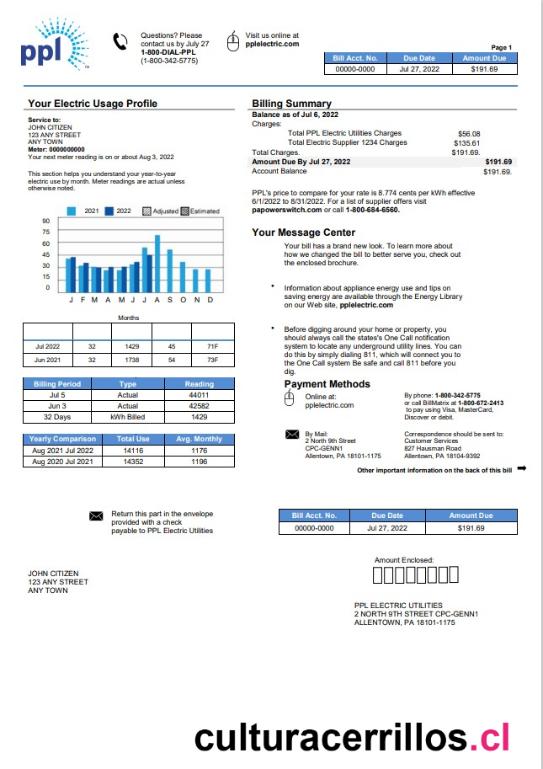 ppl
Questions? Please
contact us by July 27
1-800-DIAL-PPL
(1-800-342-5775)
Visit us online at
pplelectric.com
Page 1
Bill Acct. No. Due Date Amount Due
00000-0000 Jul 27, 2022 $191.69
Your Electric Usage Profile
Service to:
JOHN CITIZEN
123 ANY STREET
ANY TOWN
Meter: 0000000000
Your next meter reading is on or about Aug 3, 2022
This section helps you understand your year-to-year
electric use by month. Meter readings are actual unless
otherwise noted.
2021 2022 Adjusted Estimated
90
75
60
45
30
15
0
J F M A M J J A S O N D
Months
Jul 2022 32 1429 45 71F
Jun 2021 32 1738 54 73F
Billing Period Type Reading
Jul 5 Actual 44011
Jun 3 Actual 42582
32 Days kWh Billed 1429
Yearly Comparison Total Use Avg. Monthly
Aug 2021 Jul 2022 14116 1176
Aug 2020 Jul 2021 14352 1196
Billing Summary
Balance as of Jul 6, 2022
Charges:
Total PPL Electric Utilities Charges $56.08
Total Electric Supplier 1234 Charges $135.61
Total Charges. $191.69.
Amount Due By Jul 27, 2022 $191.69
Account Balance $191.69.
PPL's price to compare for your rate is 8.774 cents per kWh effective
6/1/2022 to 8/31/2022. For a list of supplier offers visit
papowerswitch.com or call 1-800-684-6560.
Your Message Center
Your bill has a brand new look. To learn more about
how we changed the bill to better serve you, check out
the enclosed brochure.
• Information about appliance energy use and tips on
saving energy are available through the Energy Library
on our Web site, pplelectric.com
• Before digging around your home or property, you
should always call the states's One Call notification
system to locate any underground utility lines. You can
do this by simply dialing 811, which will connect you to
the One Call system Be safe and call 811 before you
dig.
Payment Methods
Online at:
pplelectric.com
By phone: 1-800-342-5775
or call BillMatrix at 1-800-672-2413
to pay using Visa, MasterCard,
Discover or debit.
By Mail:
2 North 9th Street
CPC-GENN1
Allentown, PA 18101-1175
Correspondence should be sent to:
Customer Services
827 Hausman Road
Allentown, PA 18104-9392
Other important information on the back of this bill
Return this part in the envelope
provided with a check
payable to PPL Electric Utilities
Bill Acct. No. Due Date Amount Due
00000-0000 Jul 27, 2022 $191.69
Amount Enclosed:
JOHN CITIZEN
123 ANY STREET
ANY TOWN
PPL ELECTRIC UTILITIES
2 NORTH 9TH STREET CPC-GENN1
ALLENTOWN, PA 18101-1175
culturacerrillos.cl